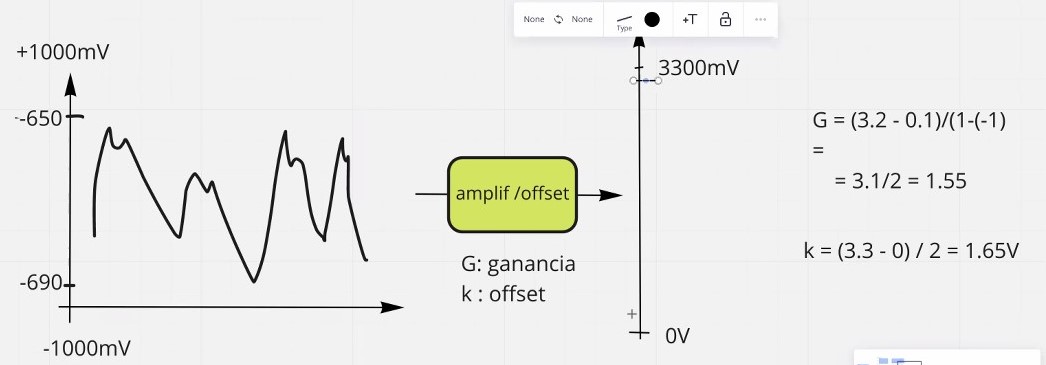 None None
Type
+T
+1000mV
-650
-690
-1000mV
amplif /offset
G: ganancia
k : offset
3300mV
0V
G = (3.2 - 0.1)/(1-(-1)
=
= 3.1/2 = 1.55
k = (3.3 - 0) / 2 = 1.65V